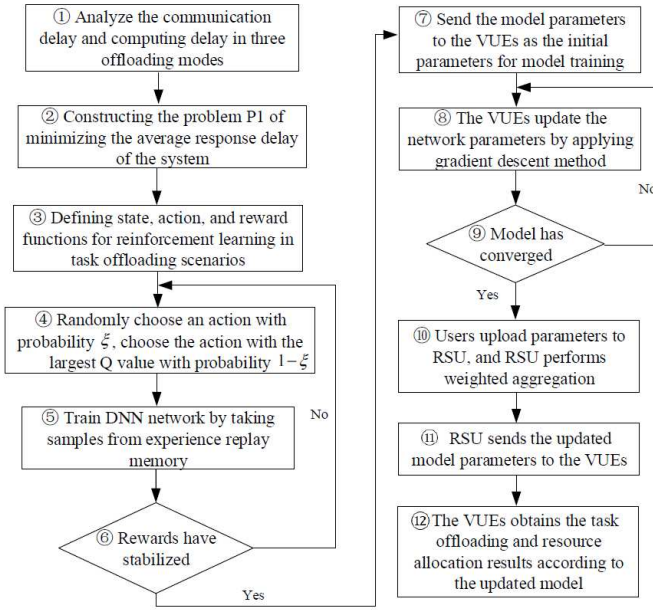 ① Analyze the communication
delay and computing delay in three
offloading modes
② Constructing the problem P1 of
minimizing the average response delay
of the system
③ Defining state, action, and reward
functions for reinforcement learning in
task offloading scenarios
④ Randomly choose an action with
probability ξ, choose the action with the
largest Q value with probability 1−ξ
⑤ Train DNN network by taking
samples from experience replay
memory
No
⑥ Rewards have
stabilized
Yes
⑦ Send the model parameters
to the VUEs as the initial
parameters for model training
⑧ The VUEs update the
network parameters by applying
gradient descent method
No
⑨ Model has
converged
Yes
⑩ Users upload parameters to
RSU, and RSU performs
weighted aggregation
⑪ RSU sends the updated
model parameters to the VUEs
⑫ The VUEs obtains the task
offloading and resource
allocation results according to
the updated model